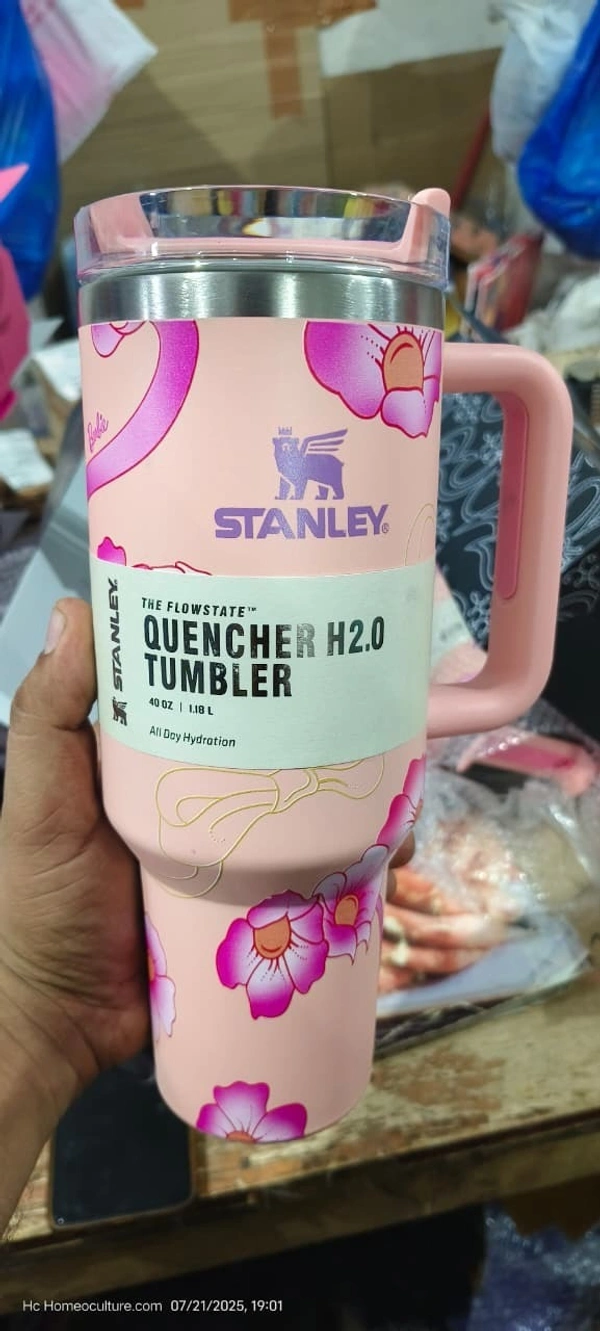 Barbie
STANLEY®
STANLEY.
THE FLOWSTATE™
QUENCHER H2.0
TUMBLER
40 OZ | 1.18 L
All Day Hydration
Hc Homeoculture.com 07/21/2025, 19:01